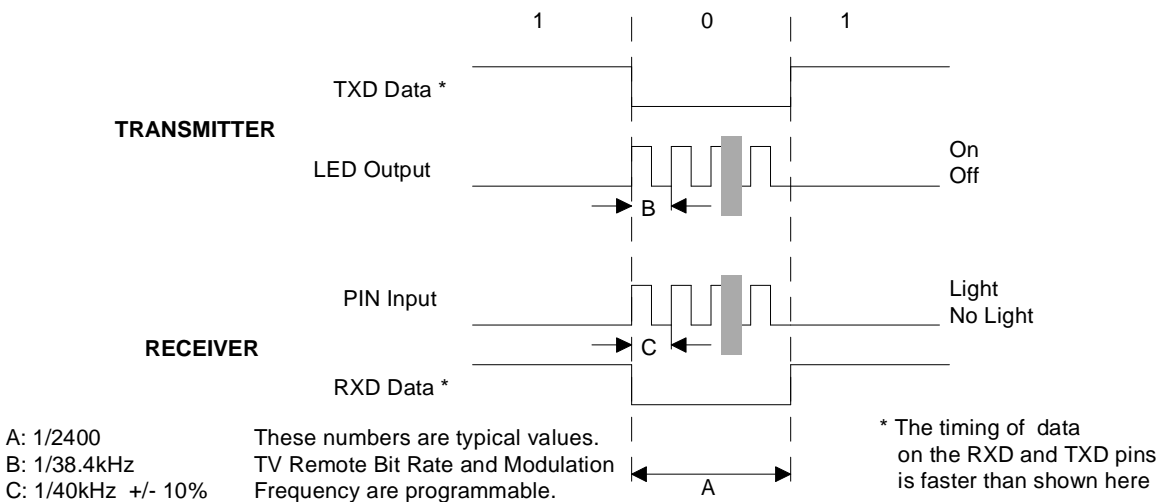 1 0 1
TXD Data *
TRANSMITTER
LED Output
On
Off
B
PIN Input
Light
No Light
C
RECEIVER
RXD Data *
A: 1/2400
B: 1/38.4kHz
C: 1/40kHz +/- 10%
These numbers are typical values.
TV Remote Bit Rate and Modulation
Frequency are programmable.
A
* The timing of data
on the RXD and TXD pins
is faster than shown here